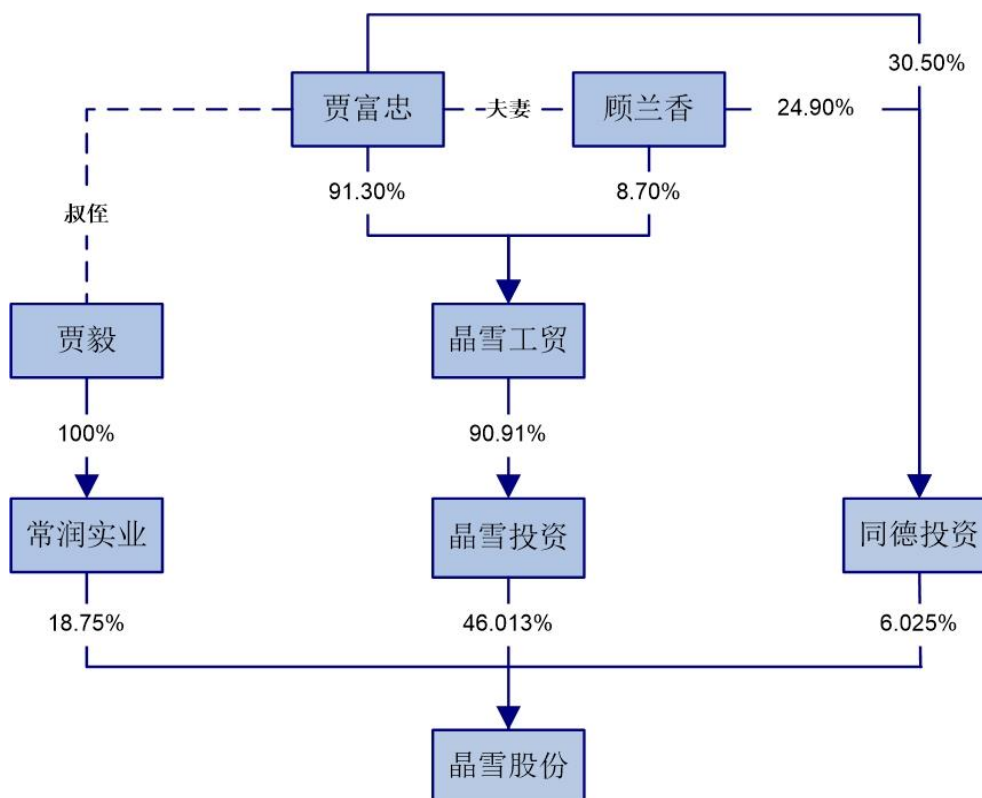 30.50%
贾富忠
夫妻
顾兰香
24.90%
91.30%
8.70%
叔侄
贾毅
晶雪工贸
100%
90.91%
常润实业
晶雪投资
同德投资
18.75%
46.013%
6.025%
晶雪股份